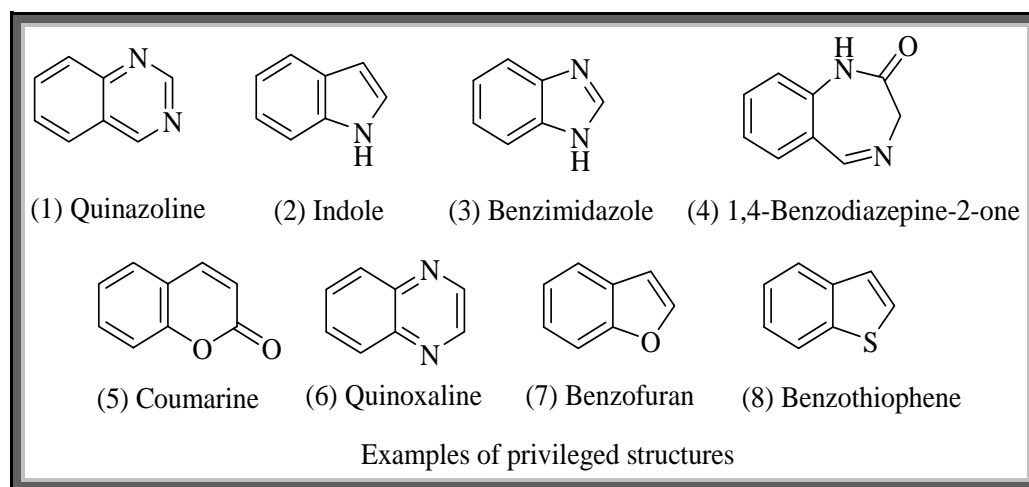 N
N
N
H
N
N
H
H
N
O
N
(1) Quinazoline (2) Indole (3) Benzimidazole (4) 1,4-Benzodiazepine-2-one
O O
N
N
O
S
(5) Coumarine (6) Quinoxaline (7) Benzofuran (8) Benzothiophene
Examples of privileged structures